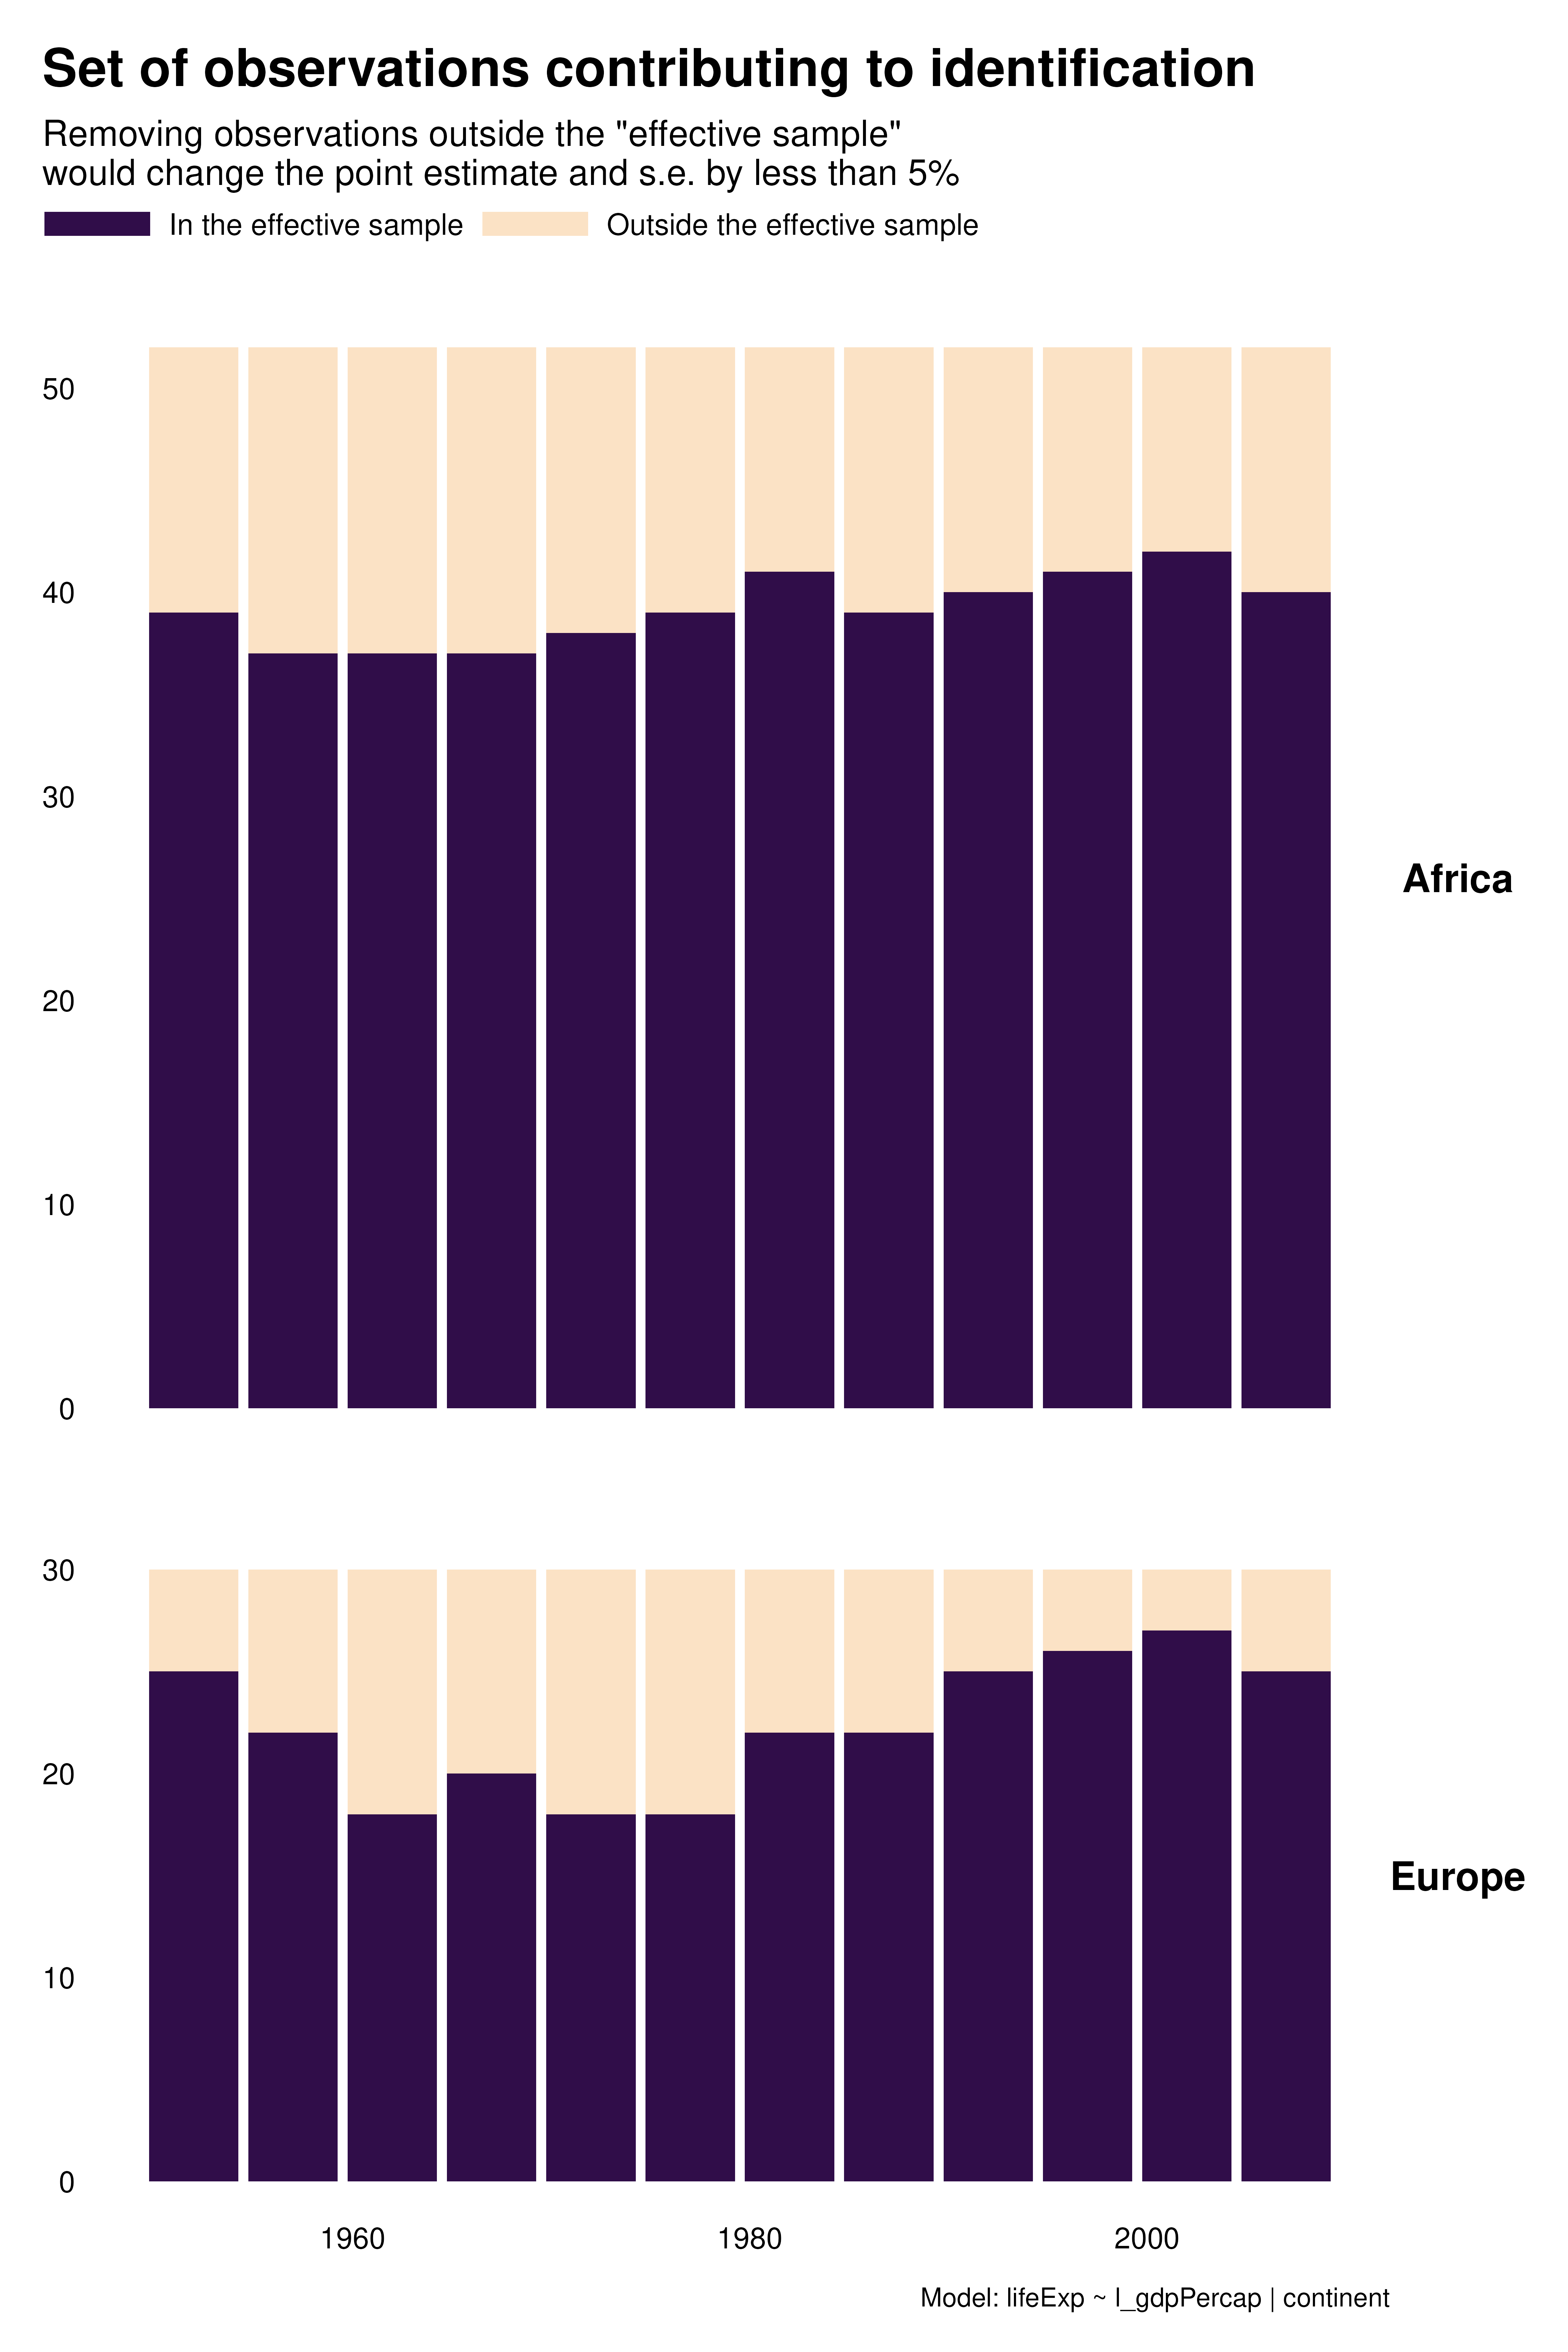 Set of observations contributing to identification
Removing observations outside the "effective sample"
would change the point estimate and s.e. by less than 5%
In the effective sample
Outside the effective sample
50
40
30
20
10
0
Africa
30
20
10
0
Europe
1960
1980
2000
Model: lifeExp ~ l_gdpPercap | continent